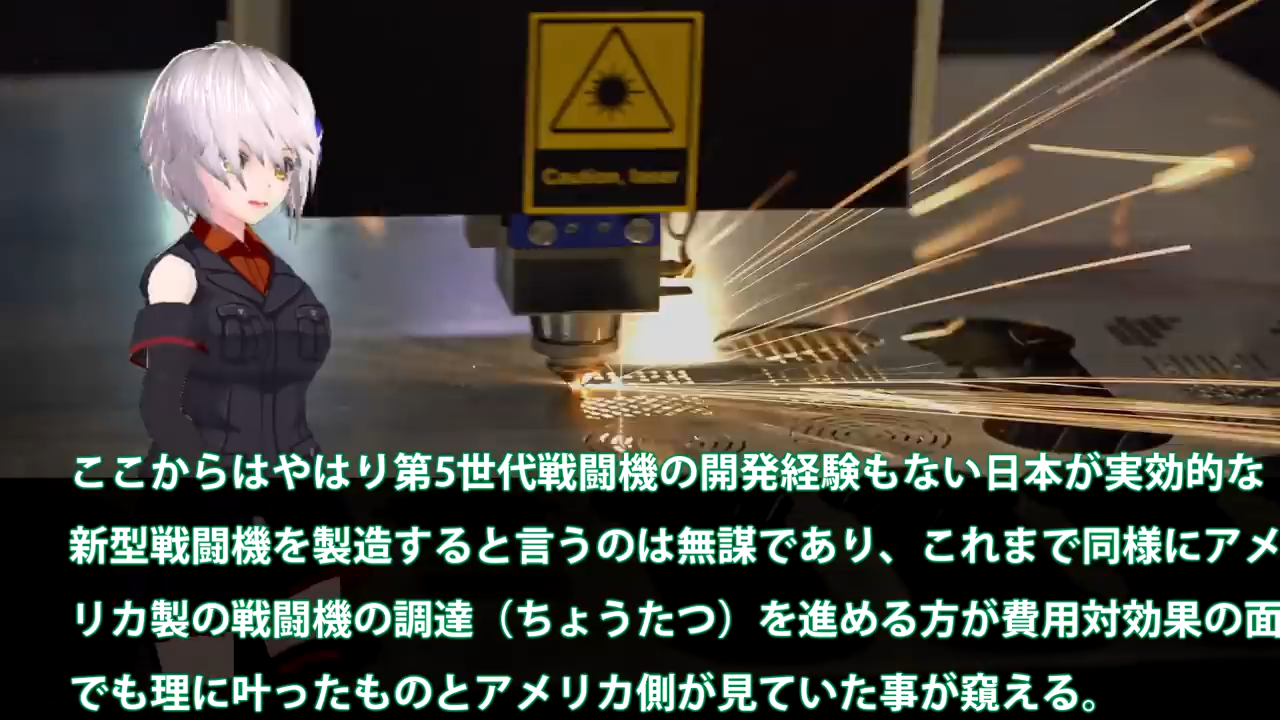 Caution, laser
ここからはやはり第5世代戦闘機の開発経験もない日本が実効的な
新型戦闘機を製造すると言うのは無謀であり、これまで同様にアメ
リカ製の戦闘機の調達（ちょうたつ）を進める方が費用対効果の面
でも理に叶ったものとアメリカ側が見ていた事が窺える。